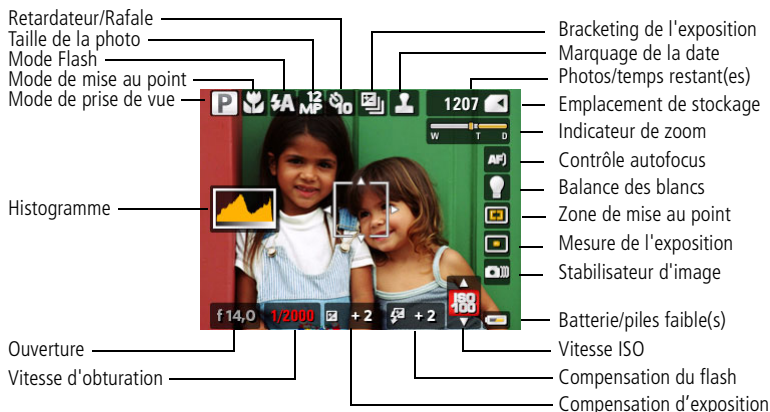 Retardateur/Rafale
Taille de la photo
Mode Flash
Mode de mise au point
Mode de prise de vue
Histogramme
Ouverture
Vitesse d'obturation
Bracketing de l'exposition
Marquage de la date
Photos/temps restant(es)
Emplacement de stockage
Indicateur de zoom
Contrôle autofocus
Balance des blancs
Zone de mise au point
Mesure de l'exposition
Stabilisateur d'image
Batterie/piles faible(s)
Vitesse ISO
Compensation du flash
Compensation d'exposition
P
A
12
MP
10
1207
W T D
AF
f 14,0
1/2000
+ 2
+ 2
ISO
100